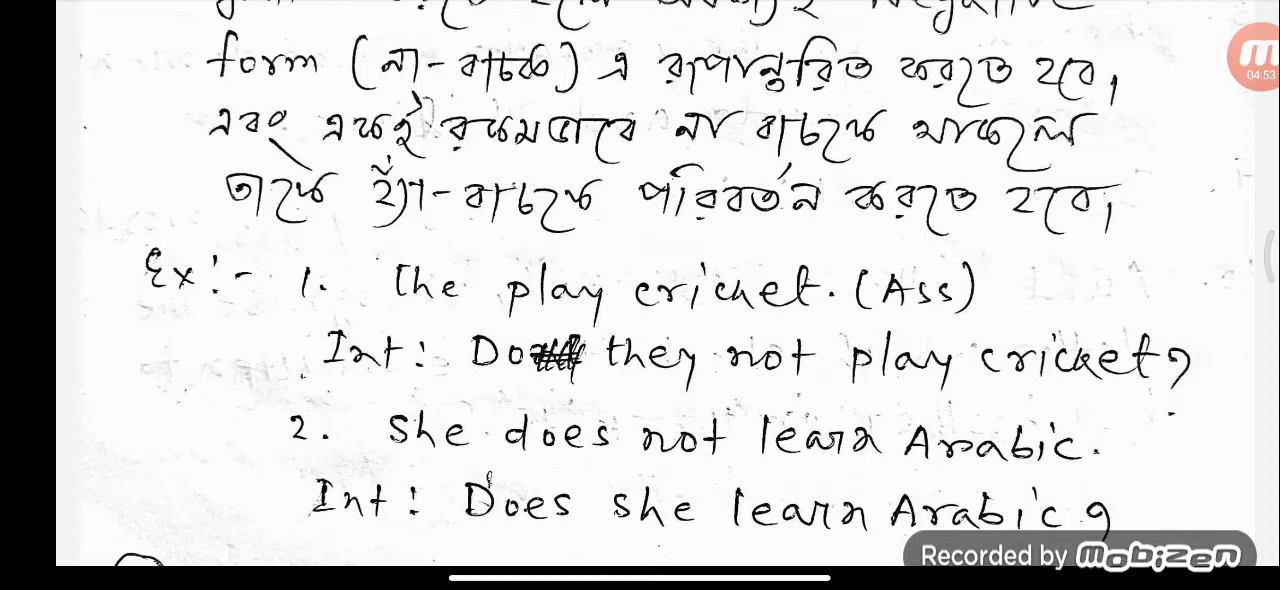 form (না-বাচক) এ রূপান্তরিত করতে হবে,
এবং একই রকমভাবে না বাচকে থাকলে
তাকে হ্যাঁ-বাচকে পরিবর্তন করতে হবে,
Ex:- 1. The play cricket. (Ass)
Int: Do they not play cricket?
2. She does not learn Arabic.
Int: Does she learn Arabic?
04:53
Recorded by mobizen